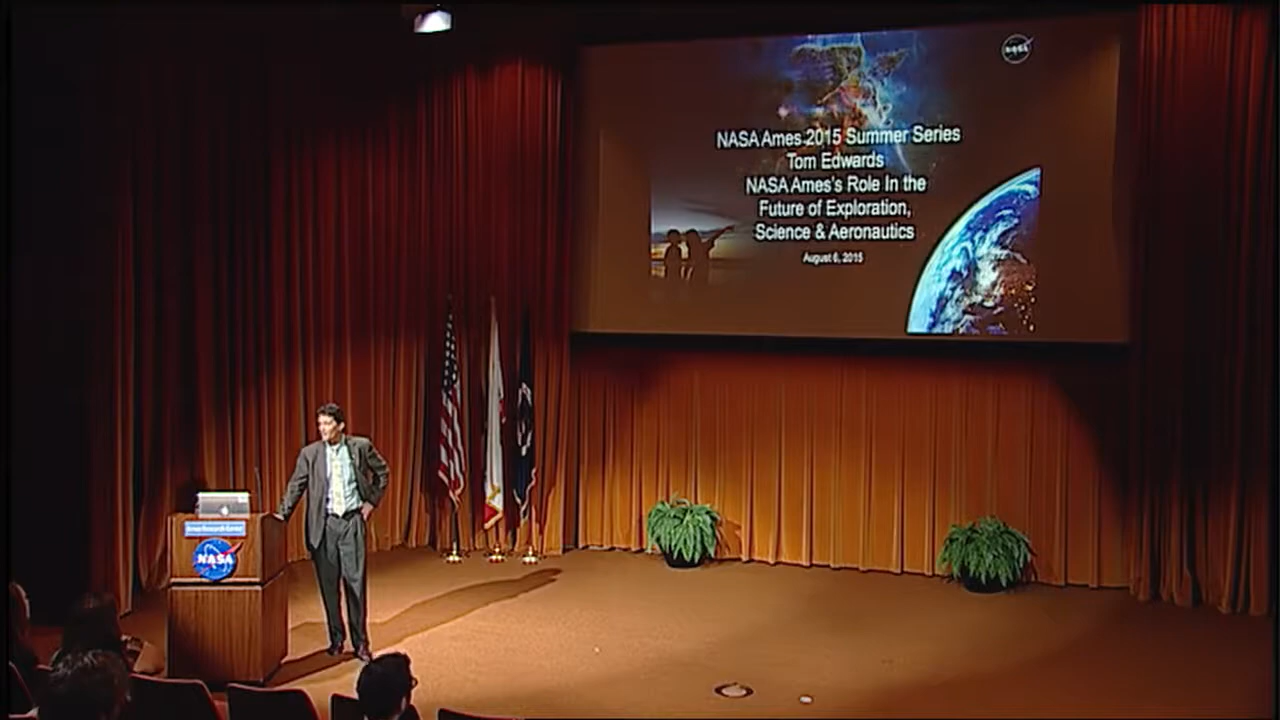 NASA
NASA Ames 2015 Summer Series
Tom Edwards
NASA Ames's Role In the
Future of Exploration,
Science & Aeronautics
August 6, 2015
NASA